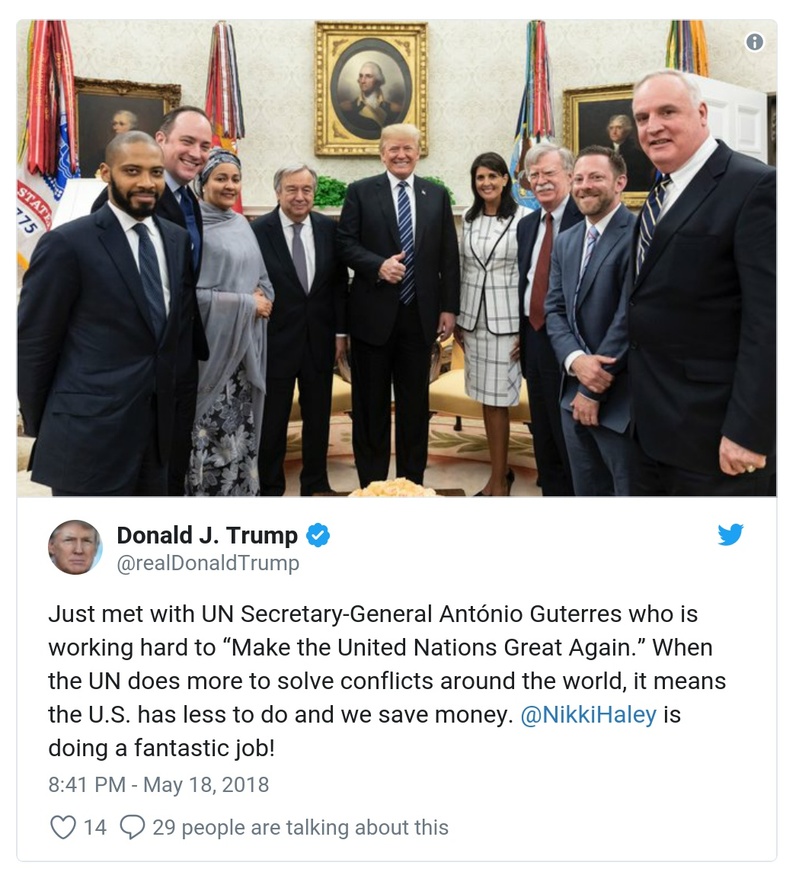 STATE
775
Donald J. Trump
@realDonaldTrump
Just met with UN Secretary-General António Guterres who is
working hard to “Make the United Nations Great Again.” When
the UN does more to solve conflicts around the world, it means
the U.S. has less to do and we save money. @NikkiHaley is
doing a fantastic job!
8:41 PM - May 18, 2018
14 29 people are talking about this